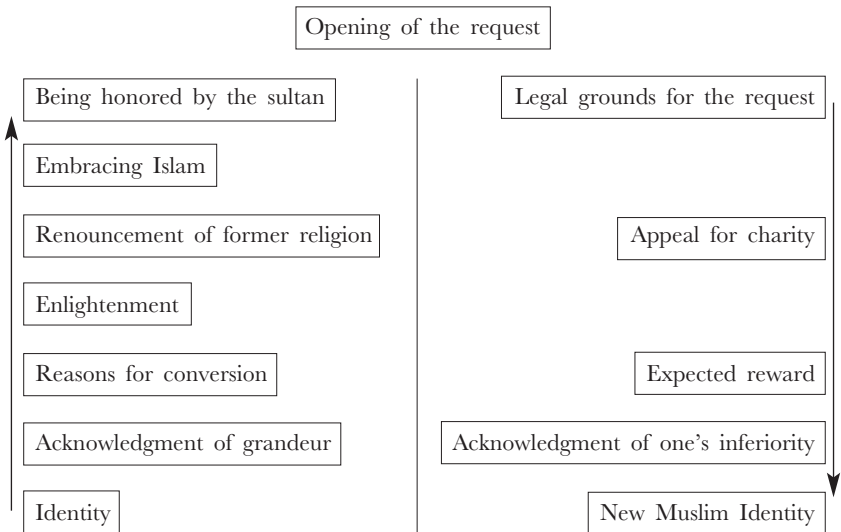 Opening of the request
Being honored by the sultan
Legal grounds for the request
Embracing Islam
Renouncement of former religion
Appeal for charity
Enlightenment
Reasons for conversion
Expected reward
Acknowledgment of grandeur
Acknowledgment of one's inferiority
Identity
New Muslim Identity